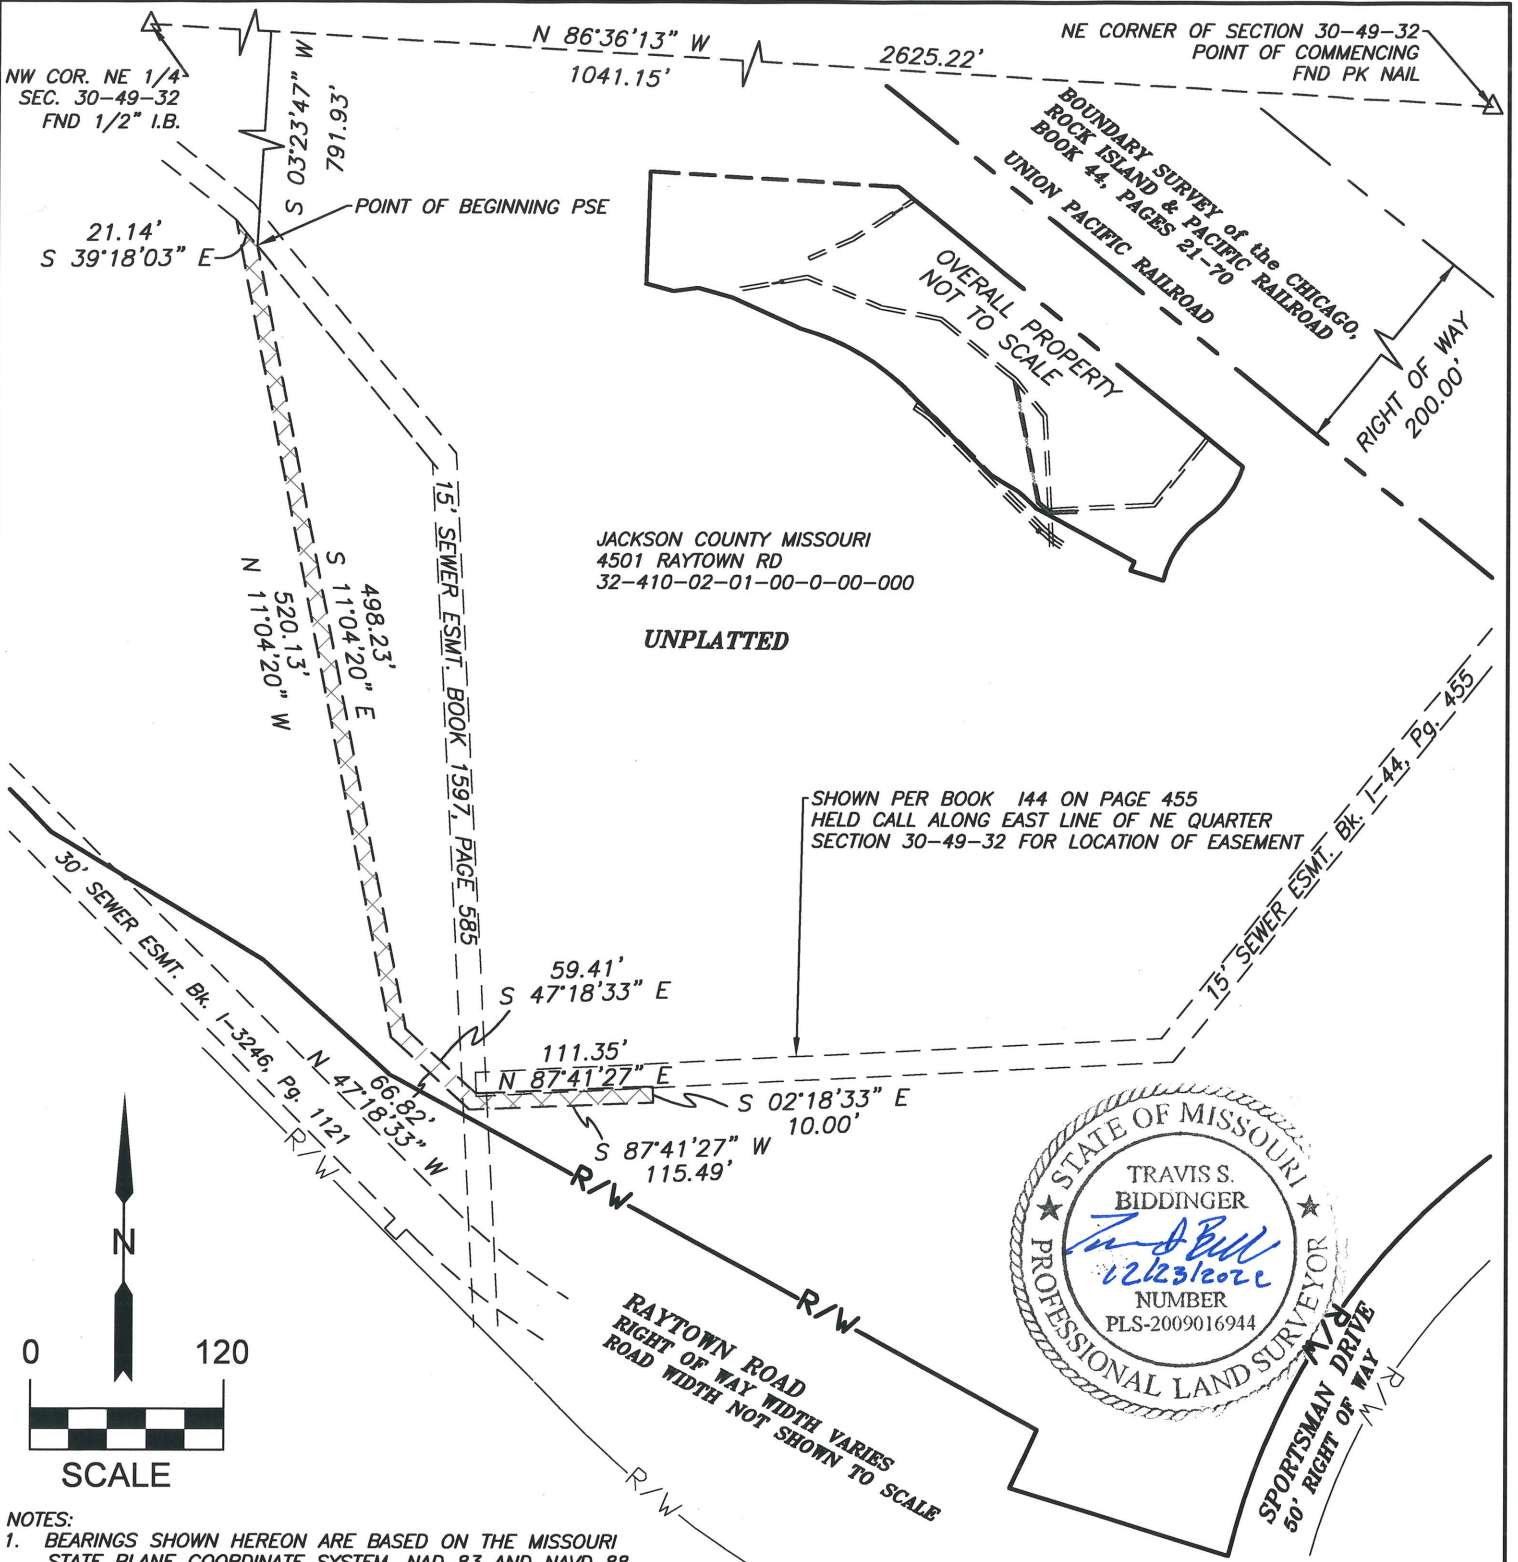 N 86°36'13" W
1041.15'
2625.22'
NE CORNER OF SECTION 30-49-32
POINT OF COMMENCING
FND PK NAIL
NW COR. NE 1/4
SEC. 30-49-32
FND 1/2" I.B.
S 03°23'47" W
791.93'
POINT OF BEGINNING PSE
21.14'
S 39°18'03" E
BOUNDARY SURVEY of the CHICAGO,
ROCK ISLAND & PACIFIC RAILROAD
BOOK 44, PAGES 21-70
UNION PACIFIC RAILROAD
OVERALL PROPERTY
NOT TO SCALE
RIGHT OF WAY
200.00'
15' SEWER ESMT. BOOK 1597, PAGE 585
JACKSON COUNTY MISSOURI
4501 RAYTOWN RD
32-410-02-01-00-0-00-000
UNPLATTED
498.23'
S 11°04'20" E
520.13'
N 11°04'20" W
SHOWN PER BOOK I44 ON PAGE 455
HELD CALL ALONG EAST LINE OF NE QUARTER
SECTION 30-49-32 FOR LOCATION OF EASEMENT
15' SEWER ESMT. Bk. I-44, Pg. 455
30' SEWER ESMT. Bk. I-3246, Pg. 1121
59.41'
S 47°18'33" E
111.35'
N 87°41'27" E
66.82'
N 47°18'33" W
S 02°18'33" E
10.00'
S 87°41'27" W
115.49'
R/W
R/W
R/W
R/W
RAYTOWN ROAD
RIGHT OF WAY WIDTH VARIES
ROAD WIDTH NOT SHOWN TO SCALE
STATE OF MISSOURI
TRAVIS S.
BIDDINGER
12/23/2022
NUMBER
PLS-2009016944
PROFESSIONAL LAND SURVEYOR
R/W
R/W
SPORTSMAN DRIVE
50' RIGHT OF WAY
N
0 120
SCALE
NOTES:
1. BEARINGS SHOWN HEREON ARE BASED ON THE MISSOURI
STATE PLANE COORDINATE SYSTEM, NAD 83 AND NAVD 88